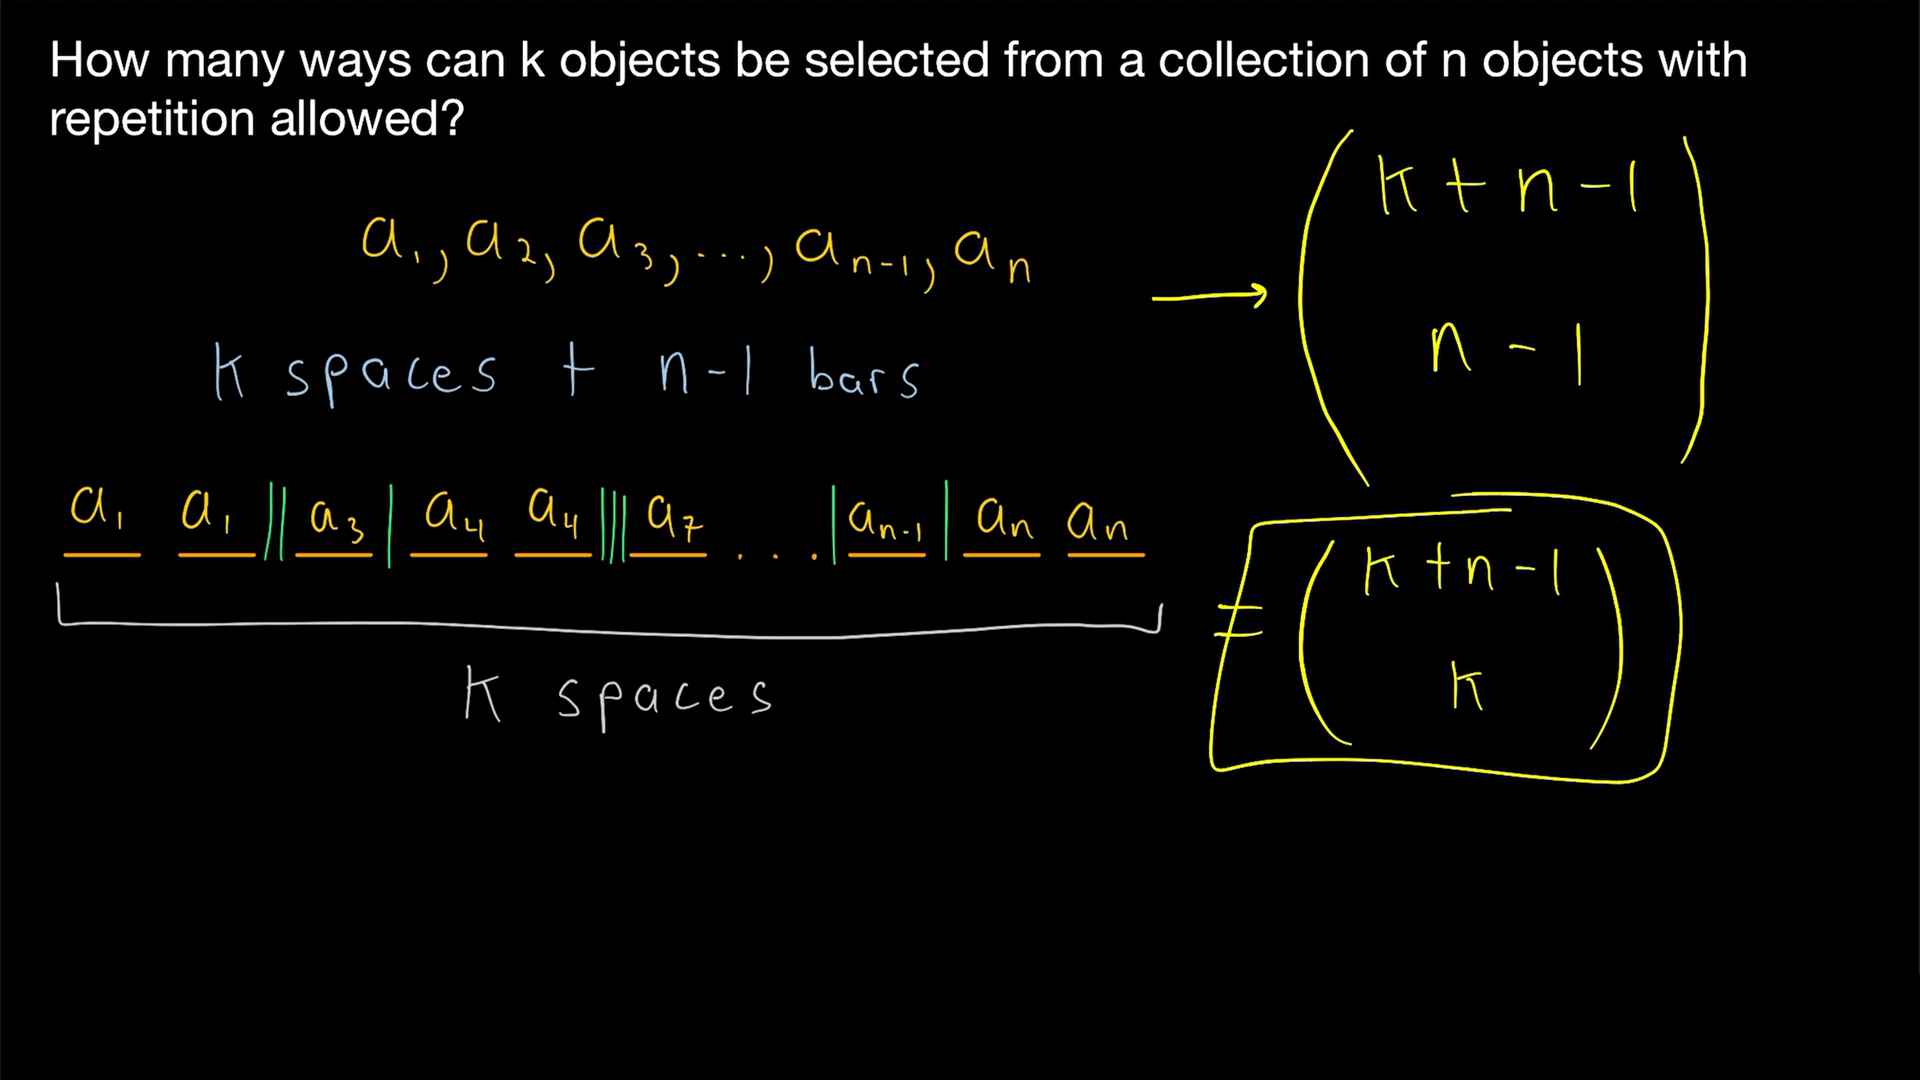 How many ways can k objects be selected from a collection of n objects with
repetition allowed?
a₁, a₂, a₃, ..., aₙ₋₁, aₙ
k spaces + n-1 bars
→ ( k + n - 1
n - 1 )
a₁ a₁ || a₃ | a₄ a₄ ||| a₇ ... | aₙ₋₁ | aₙ aₙ
k spaces
= ( k + n - 1
k )